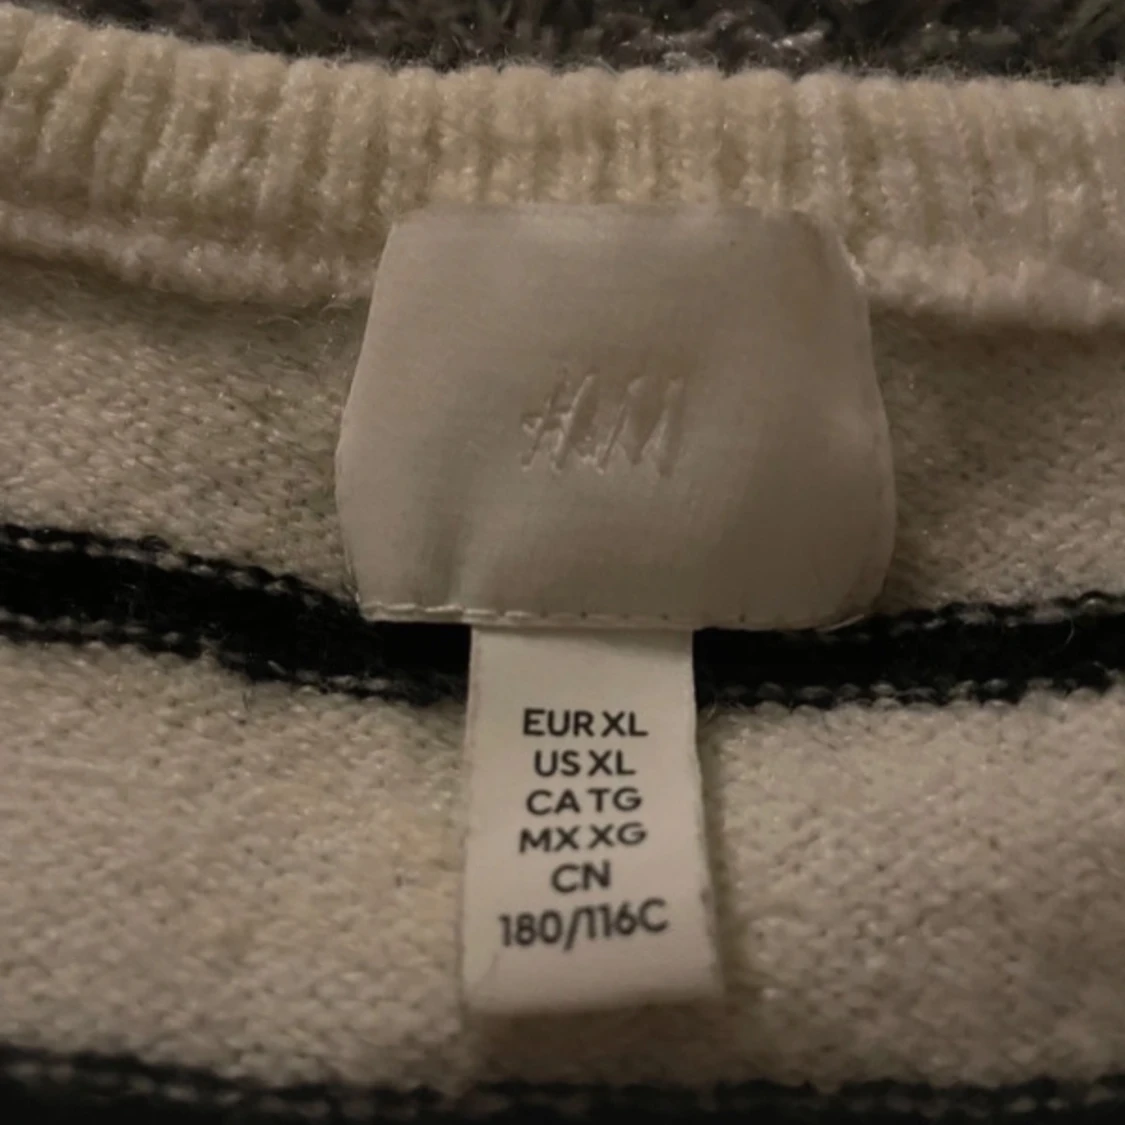 H&M
EUR XL
US XL
CA TG
MX XG
CN
180/116C